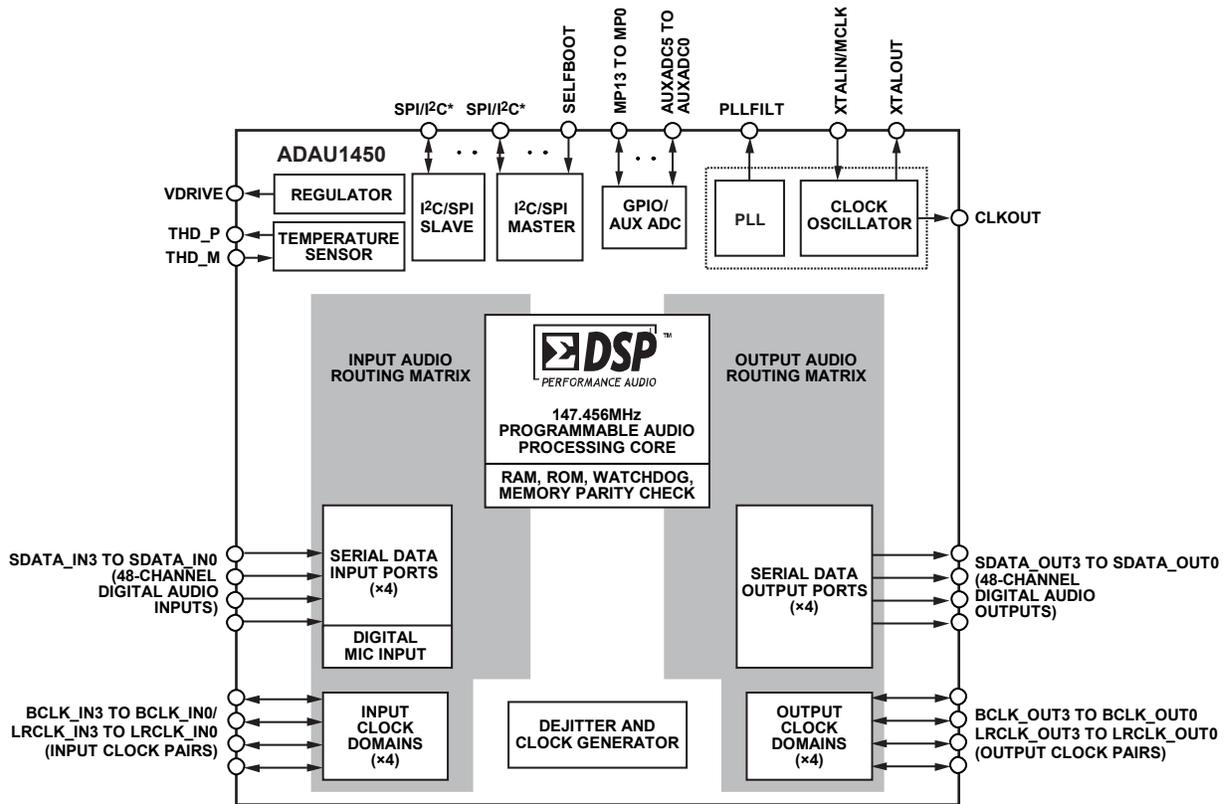 SPI/I²C*
SPI/I²C*
SELFBOOT
MP13 TO MP0
AUXADC5 TO
AUXADC0
PLLFILT
XTALIN/MCLK
XTALOUT
ADAU1450
VDRIVE
REGULATOR
THD_P
THD_M
TEMPERATURE
SENSOR
I²C/SPI
SLAVE
I²C/SPI
MASTER
GPIO/
AUX ADC
PLL
CLOCK
OSCILLATOR
CLKOUT
INPUT AUDIO
ROUTING MATRIX
ΣDSP™
PERFORMANCE AUDIO
147.456MHz
PROGRAMMABLE AUDIO
PROCESSING CORE
RAM, ROM, WATCHDOG,
MEMORY PARITY CHECK
OUTPUT AUDIO
ROUTING MATRIX
SDATA_IN3 TO SDATA_IN0
(48-CHANNEL
DIGITAL AUDIO
INPUTS)
SERIAL DATA
INPUT PORTS
(×4)
DIGITAL
MIC INPUT
SERIAL DATA
OUTPUT PORTS
(×4)
SDATA_OUT3 TO SDATA_OUT0
(48-CHANNEL
DIGITAL AUDIO
OUTPUTS)
BCLK_IN3 TO BCLK_IN0/
LRCLK_IN3 TO LRCLK_IN0
(INPUT CLOCK PAIRS)
INPUT
CLOCK
DOMAINS
(×4)
DEJITTER AND
CLOCK GENERATOR
OUTPUT
CLOCK
DOMAINS
(×4)
BCLK_OUT3 TO BCLK_OUT0
LRCLK_OUT3 TO LRCLK_OUT0
(OUTPUT CLOCK PAIRS)